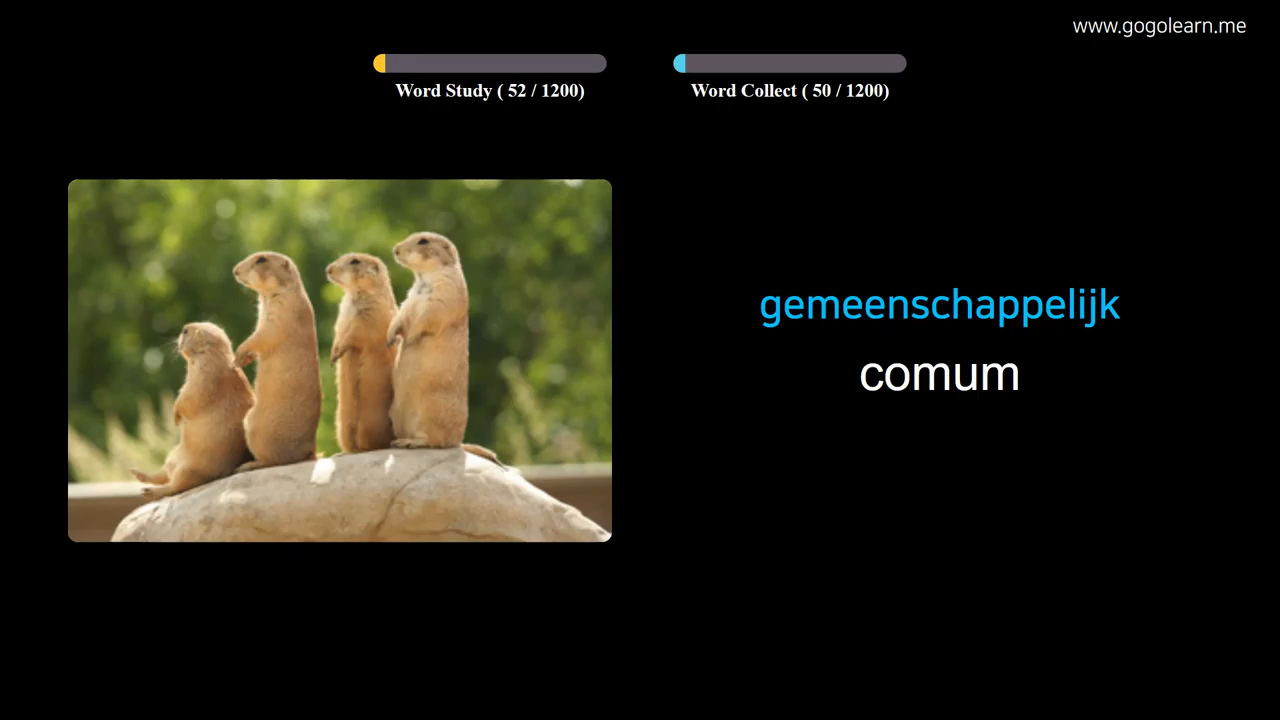 www.gogolearn.me
Word Study ( 52 / 1200)
Word Collect ( 50 / 1200)
gemeenschappelijk
comum